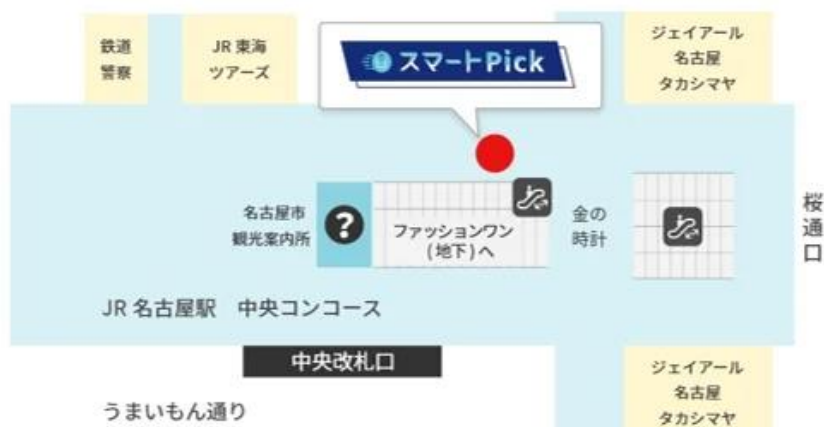 鉄道
警察
JR 東海
ツアーズ
スマートPick
ジェイアール
名古屋
タカシマヤ
名古屋市
観光案内所
?
ファッションワン
(地下)へ
金の
時計
桜通口
JR 名古屋駅 中央コンコース
中央改札口
うまいもん通り
ジェイアール
名古屋
タカシマヤ